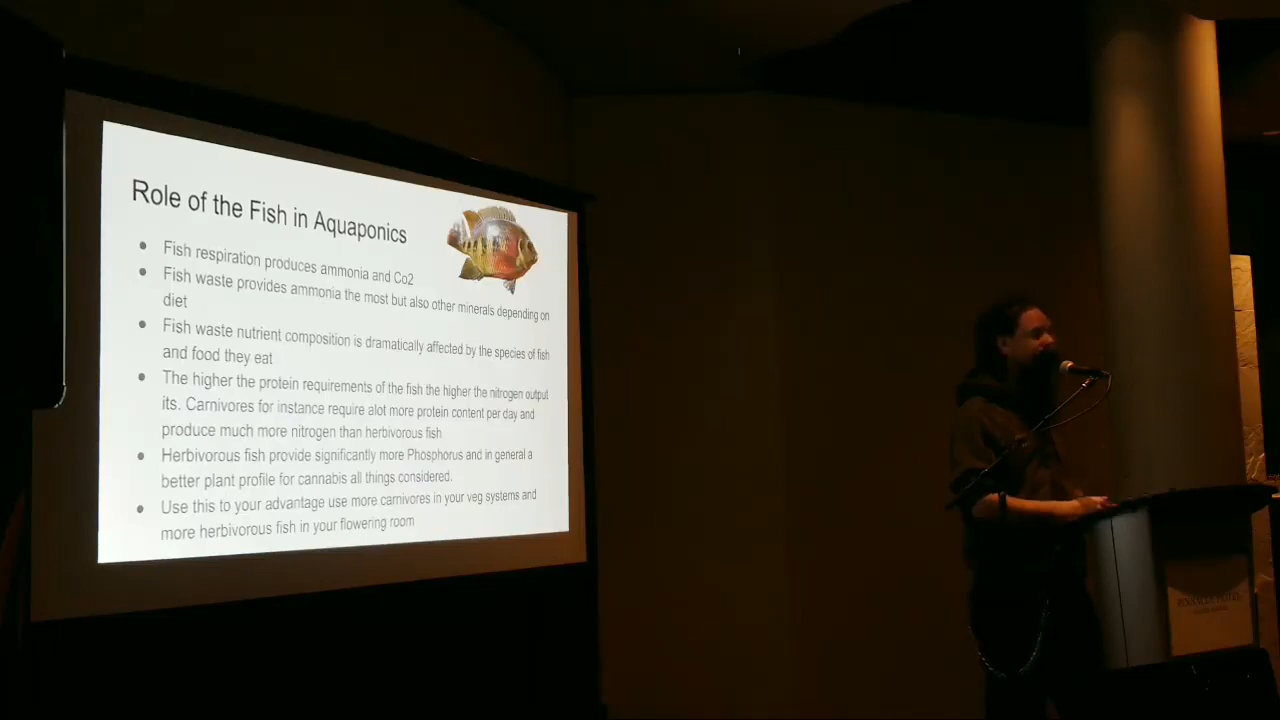 Role of the Fish in Aquaponics
● Fish respiration produces ammonia and Co2
● Fish waste provides ammonia the most but also other minerals depending on
diet
● Fish waste nutrient composition is dramatically affected by the species of fish
and food they eat
● The higher the protein requirements of the fish the higher the nitrogen output
its. Carnivores for instance require alot more protein content per day and
produce much more nitrogen than herbivorous fish
● Herbivorous fish provide significantly more Phosphorus and in general a
better plant profile for cannabis all things considered.
● Use this to your advantage use more carnivores in your veg systems and
more herbivorous fish in your flowering room